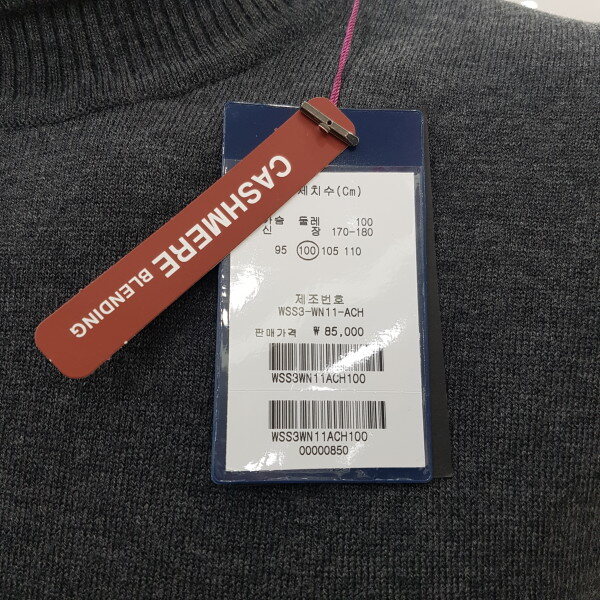 CASHMERE BLENDING
체치수(Cm)
가슴 둘레 100
신 장 170-180
95 100 105 110
제조번호
WSS3-WN11-ACH
판매가격 ₩ 85,000
WSS3WN11ACH100
WSS3WN11ACH100
00000850